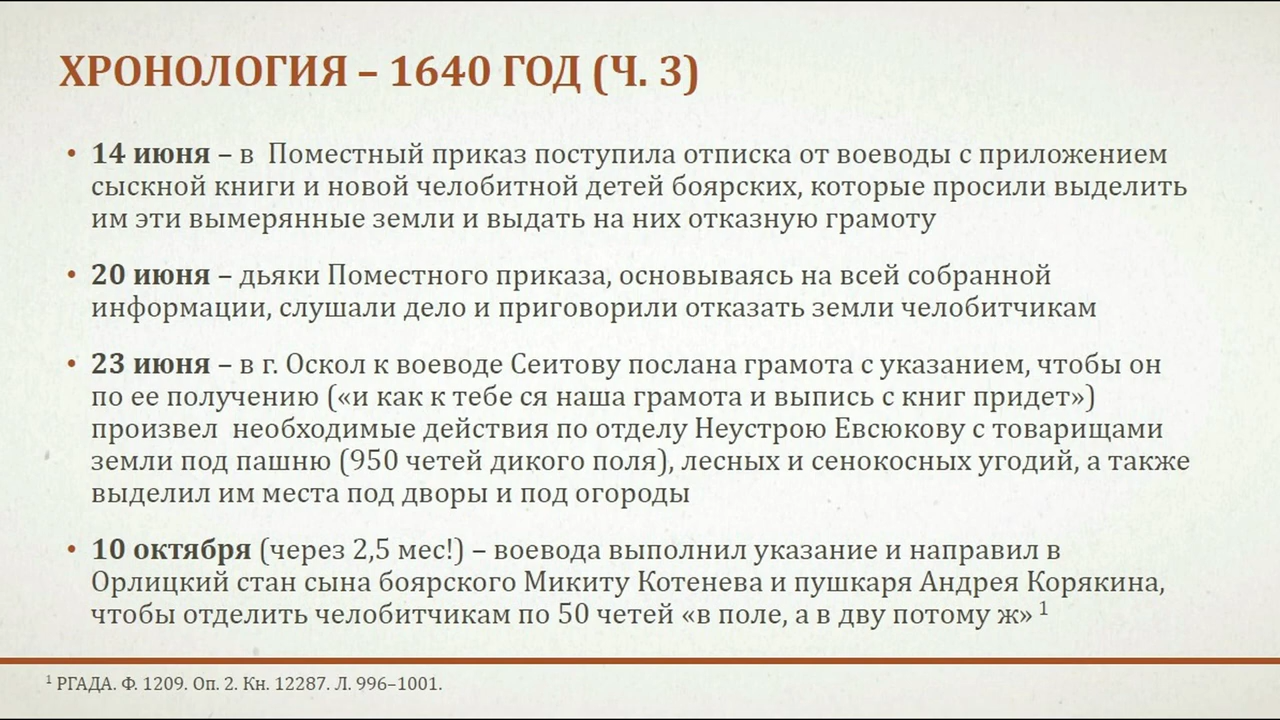 ХРОНОЛОГИЯ – 1640 ГОД (Ч. 3)
• 14 июня – в Поместный приказ поступила отписка от воеводы с приложением
сыскной книги и новой челобитной детей боярских, которые просили выделить
им эти вымерянные земли и выдать на них отказную грамоту
• 20 июня – дьяки Поместного приказа, основываясь на всей собранной
информации, слушали дело и приговорили отказать земли челобитчикам
• 23 июня – в г. Оскол к воеводе Сеитову послана грамота с указанием, чтобы он
по ее получению («и как к тебе ся наша грамота и выпись с книг придет»)
произвел необходимые действия по отделу Неустрою Евсюкову с товарищами
земли под пашню (950 четей дикого поля), лесных и сенокосных угодий, а также
выделил им места под дворы и под огороды
• 10 октября (через 2,5 мес!) – воевода выполнил указание и направил в
Орлицкий стан сына боярского Микиту Котенева и пушкаря Андрея Корякина,
чтобы отделить челобитчикам по 50 четей «в поле, а в дву потому ж» 1
1 РГАДА. Ф. 1209. Оп. 2. Кн. 12287. Л. 996–1001.